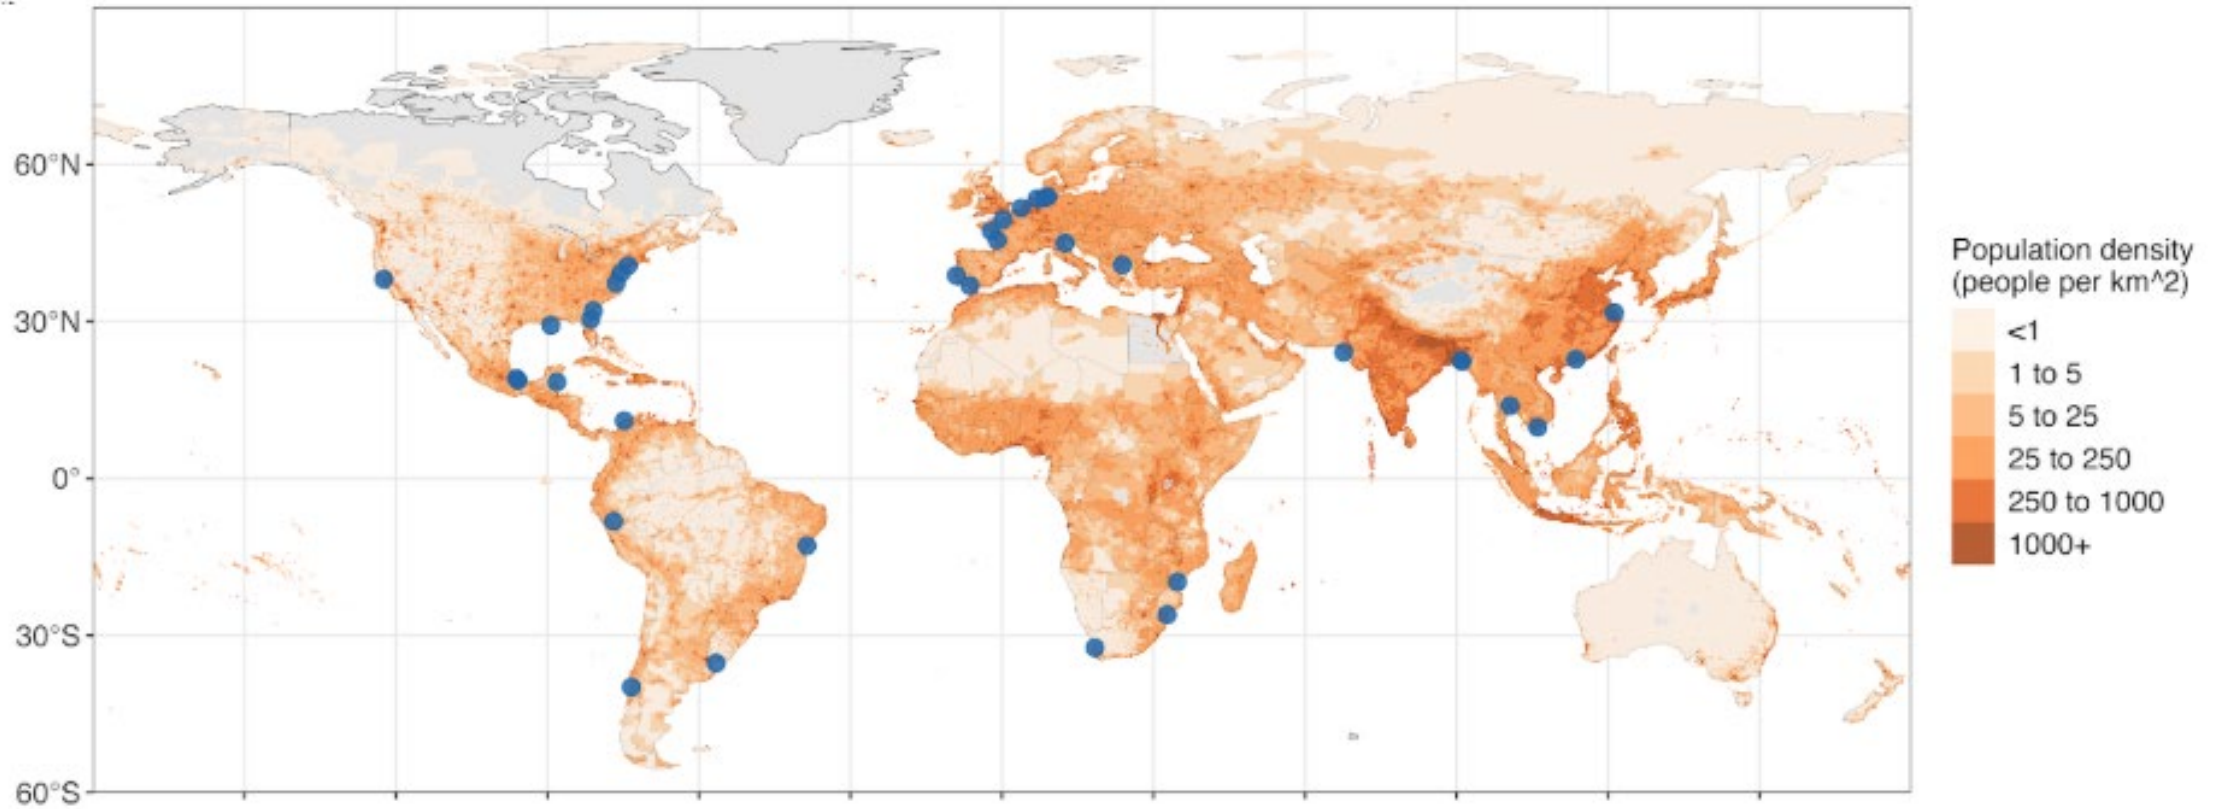 60°N
30°N
0°
30°S
60°S
Population density
(people per km^2)
<1
1 to 5
5 to 25
25 to 250
250 to 1000
1000+